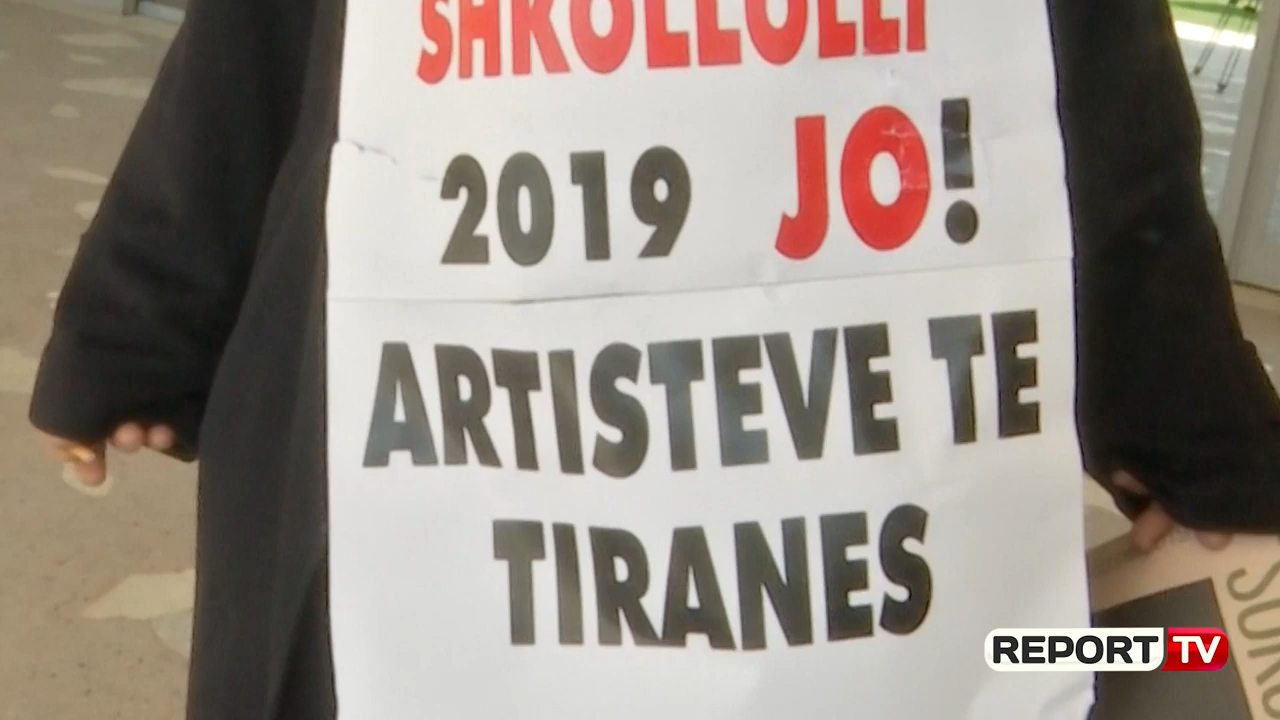 SHKOLLOLLI
2019 JO!
ARTISTEVE TE
TIRANES
REPORT TV